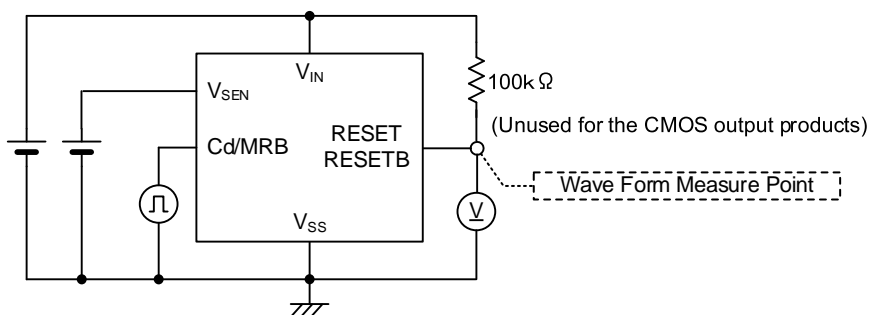 V_IN
V_SEN
100kΩ
(Unused for the CMOS output products)
Cd/MRB
RESET
RESETB
Wave Form Measure Point
V
V_SS